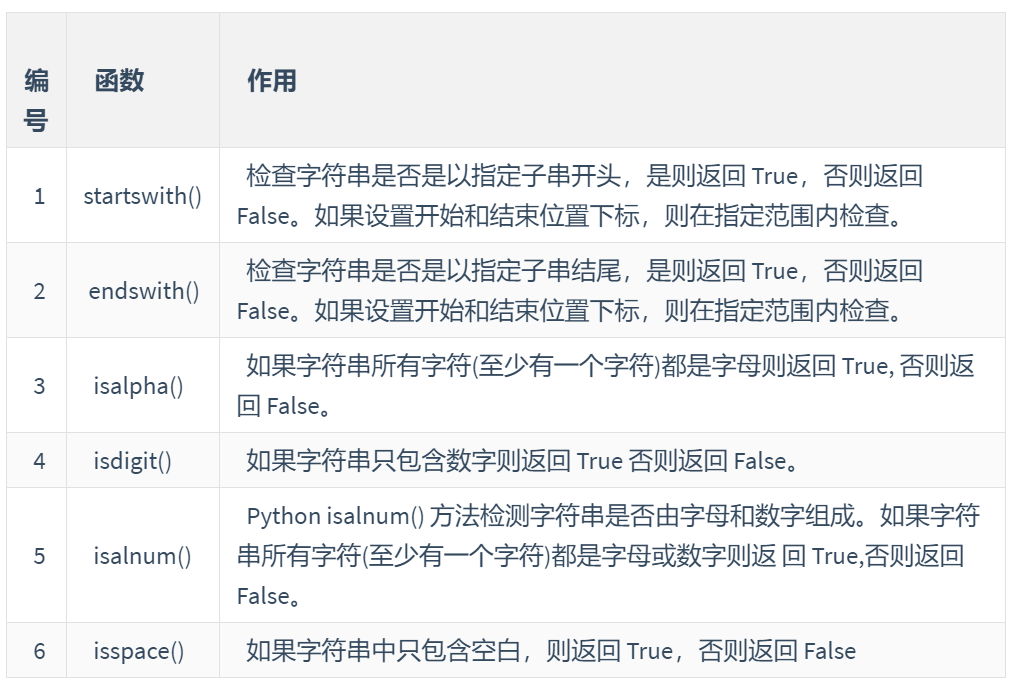 编
号
函数
作用
1
startswith()
检查字符串是否是以指定子串开头，是则返回 True，否则返回
False。如果设置开始和结束位置下标，则在指定范围内检查。
2
endswith()
检查字符串是否是以指定子串结尾，是则返回 True，否则返回
False。如果设置开始和结束位置下标，则在指定范围内检查。
3
isalpha()
如果字符串所有字符(至少有一个字符)都是字母则返回 True, 否则返
回 False。
4
isdigit()
如果字符串只包含数字则返回 True 否则返回 False。
5
isalnum()
Python isalnum() 方法检测字符串是否由字母和数字组成。如果字符
串所有字符(至少有一个字符)都是字母或数字则返 回 True,否则返回
False。
6
isspace()
如果字符串中只包含空白，则返回 True，否则返回 False